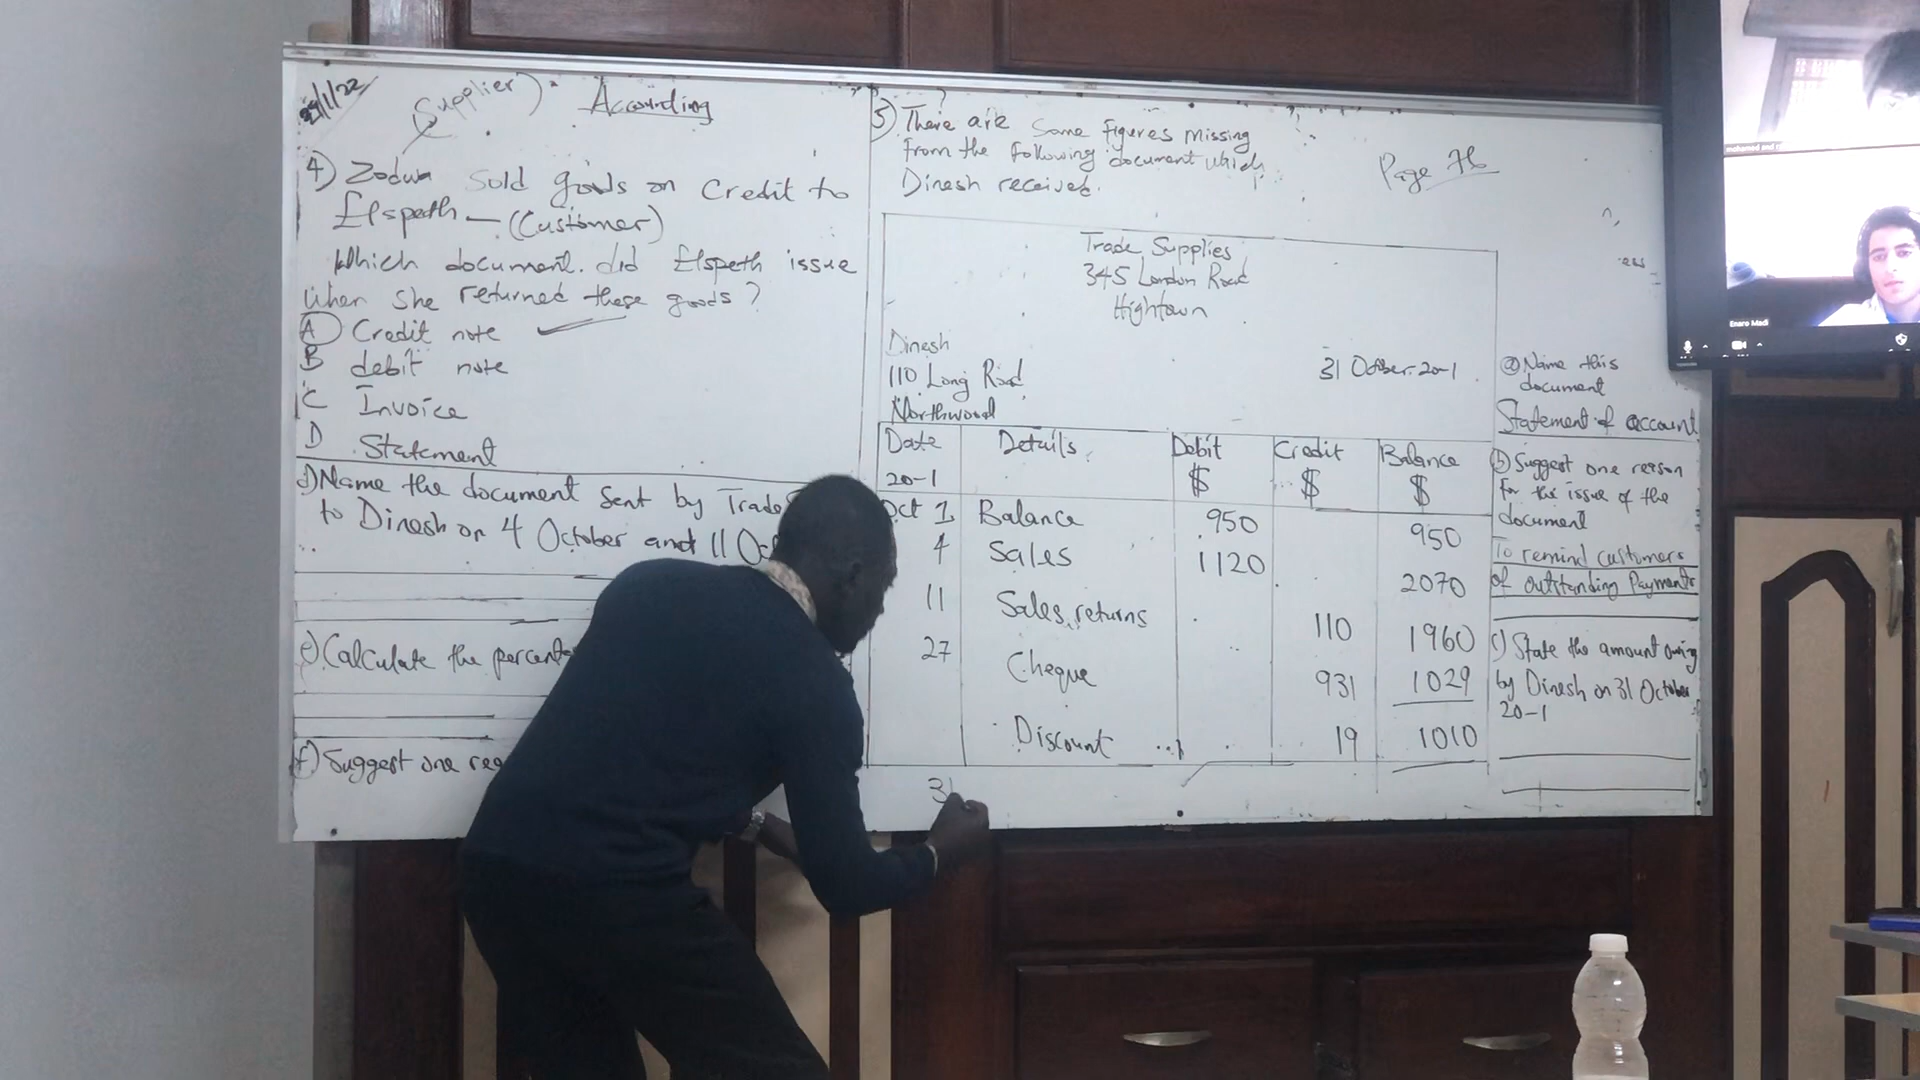 29/1/22
(Supplier)
Accounting
4) Zodwa sold goods on credit to
Elspeth — (Customer)
Which document did Elspeth issue
when she returned these goods?
A Credit note ✓
B debit note
C Invoice
D Statement
d) Name the document sent by Trade
to Dinesh on 4 October and 11 Oc
e) Calculate the percenta
f) Suggest one rea
5) There are some figures missing
from the following document which
Dinesh received.
Page 76
Trade Supplies
345 London Road
Hightown
Dinesh
110 Long Road
Northwood
31 October 20-1
Date Details Debit Credit Balance
20-1 $ $ $
Oct 1 Balance 950 950
4 Sales 1120 2070
11 Sales returns 110 1960
27 Cheque 931 1029
Discount 19 1010
31
a) Name this
document
Statement of account
b) Suggest one reason
for the issue of the
document
To remind customers
of outstanding Payments
c) State the amount owing
by Dinesh on 31 October
20-1
Enaro Madi